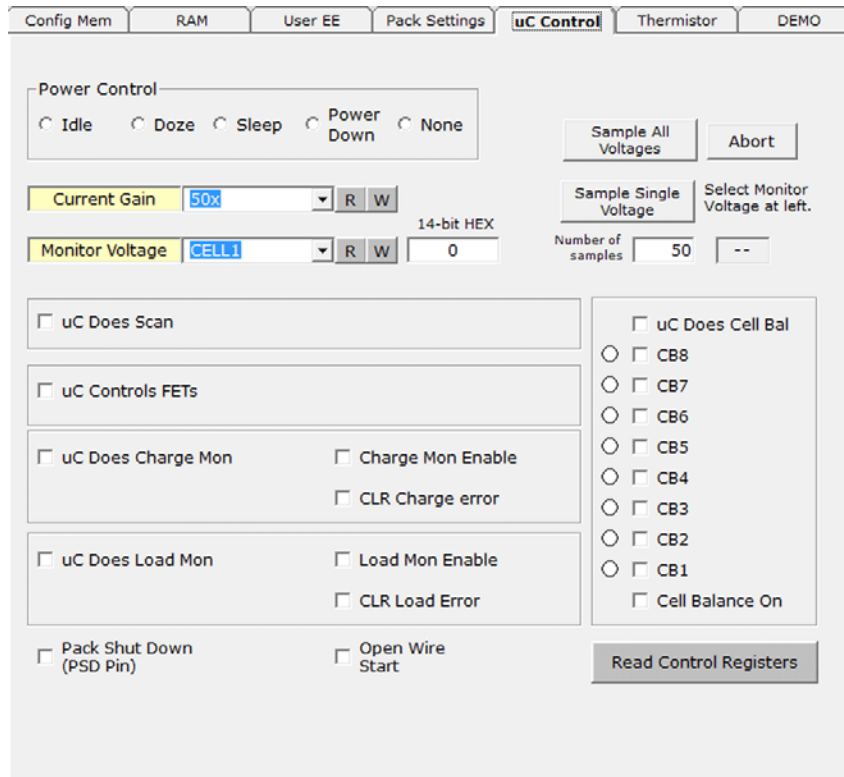 Config Mem RAM User EE Pack Settings uC Control Thermistor DEMO
Power Control
Idle Doze Sleep Power Down None
Sample All Voltages Abort
Current Gain 50x R W
Sample Single Voltage Select Monitor Voltage at left.
14-bit HEX
Monitor Voltage CELL1 R W 0
Number of samples 50 --
uC Does Scan
uC Controls FETs
uC Does Charge Mon Charge Mon Enable
CLR Charge error
uC Does Load Mon Load Mon Enable
CLR Load Error
uC Does Cell Bal
CB8
CB7
CB6
CB5
CB4
CB3
CB2
CB1
Cell Balance On
Pack Shut Down (PSD Pin)
Open Wire Start
Read Control Registers